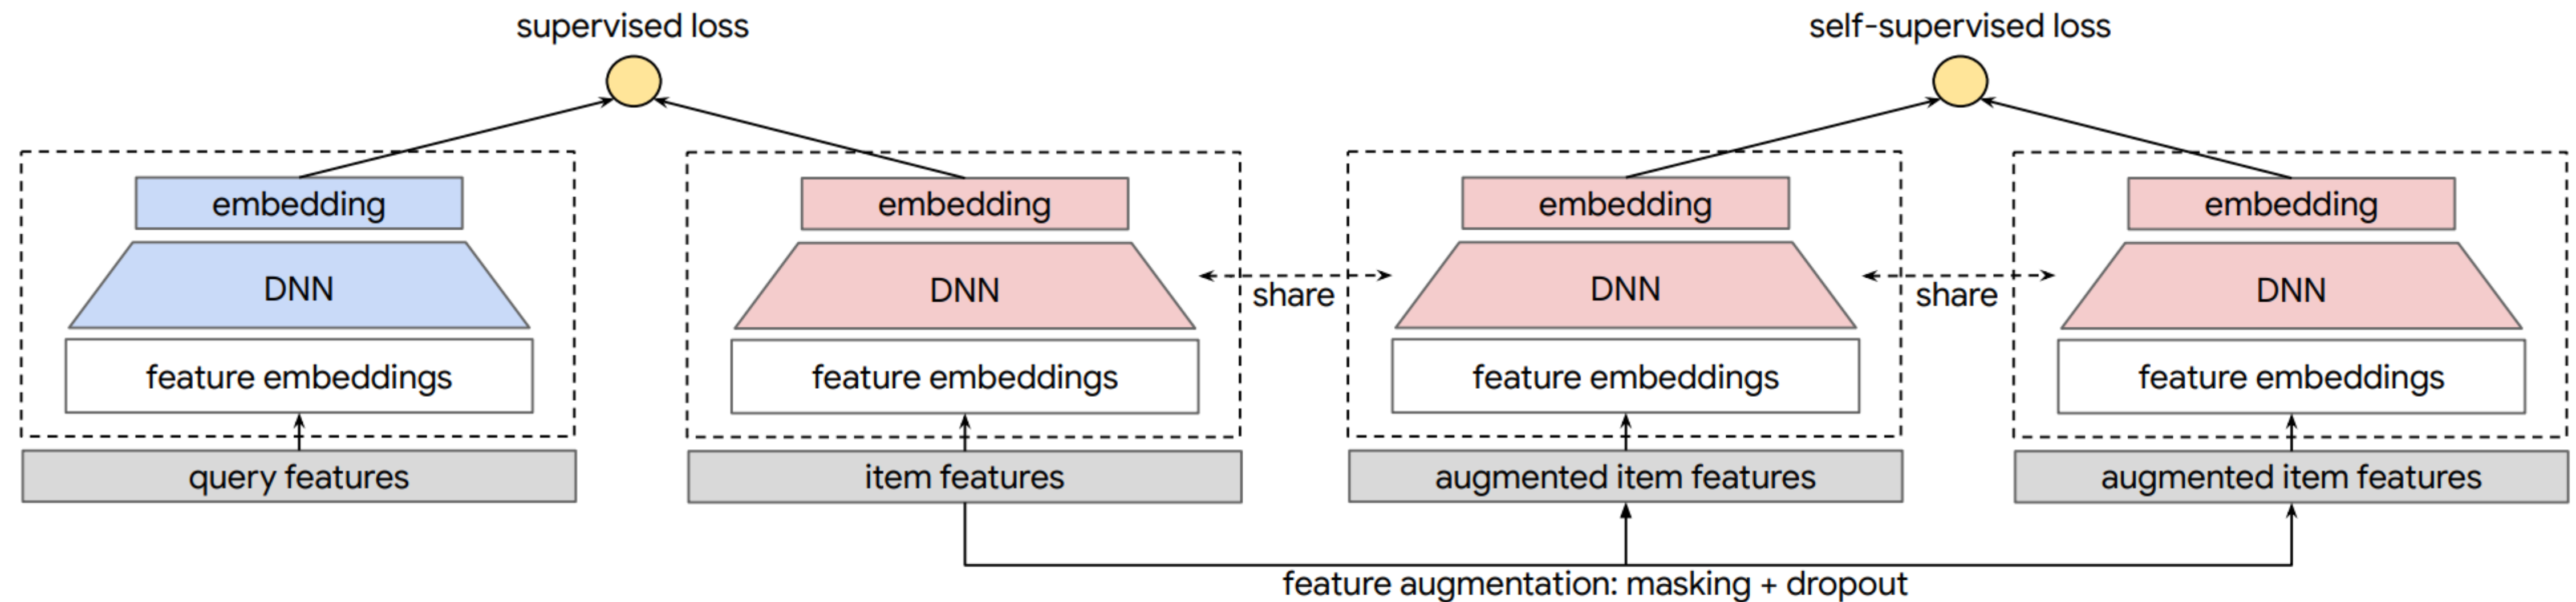 supervised loss
self-supervised loss
embedding
embedding
embedding
embedding
DNN
DNN
share
DNN
share
DNN
feature embeddings
feature embeddings
feature embeddings
feature embeddings
query features
item features
augmented item features
augmented item features
feature augmentation: masking + dropout